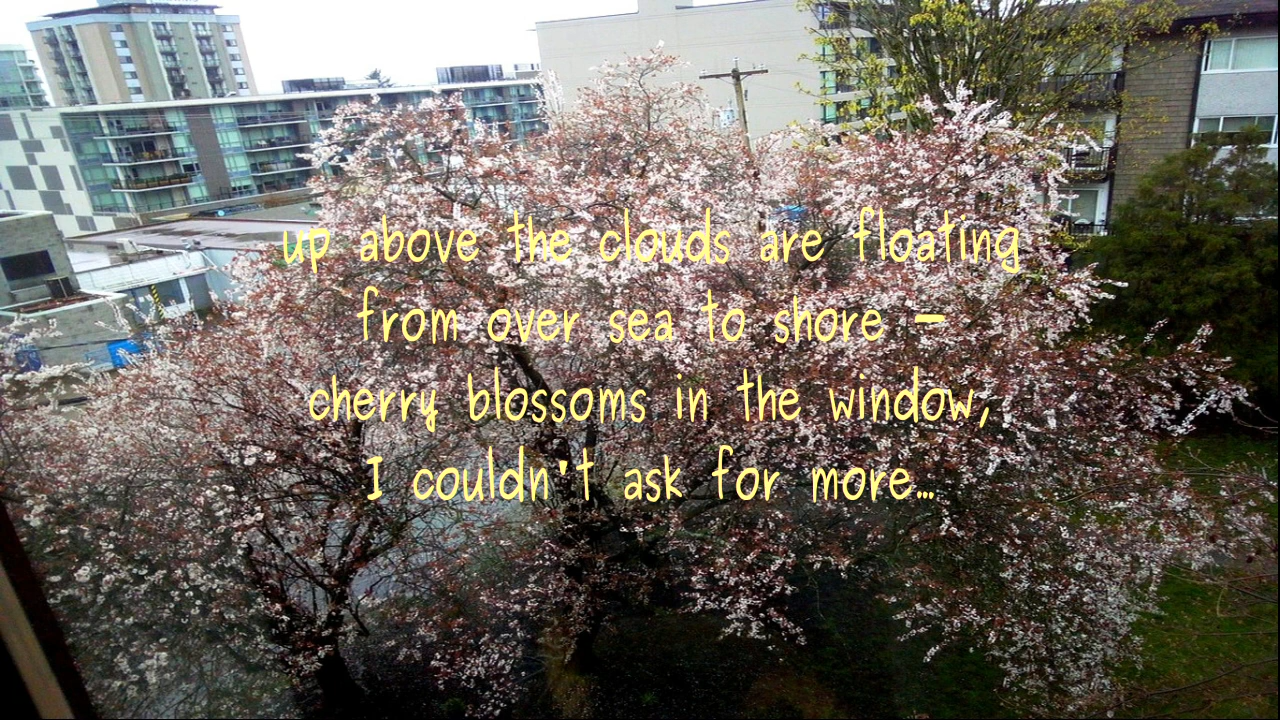 up above the clouds are floating
from over sea to shore –
cherry blossoms in the window,
I couldn't ask for more...